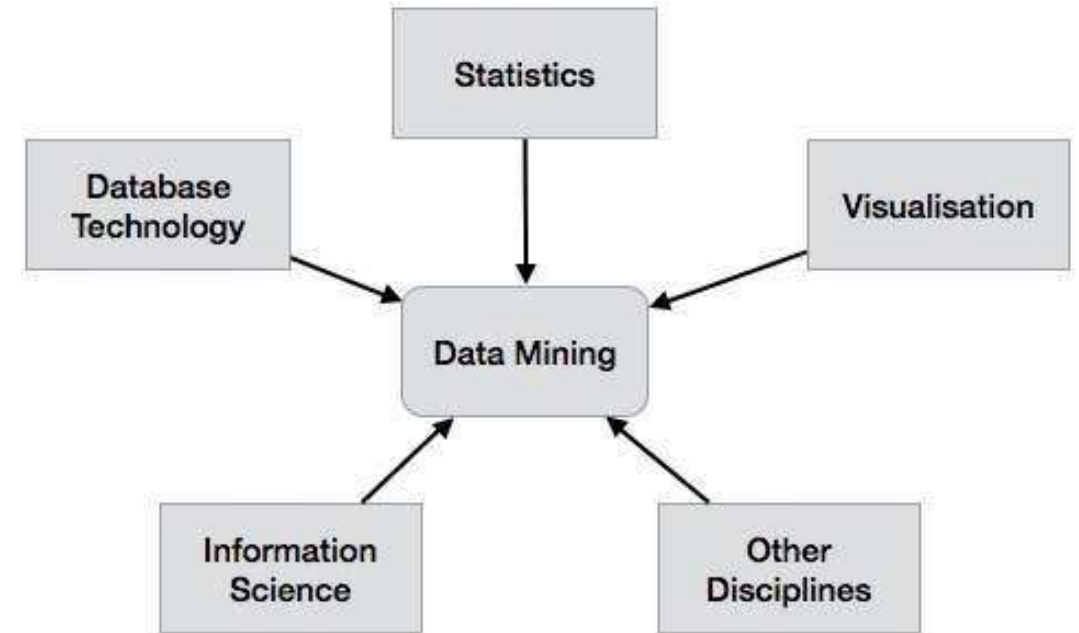 Statistics
Database
Technology
Visualisation
Data Mining
Information
Science
Other
Disciplines